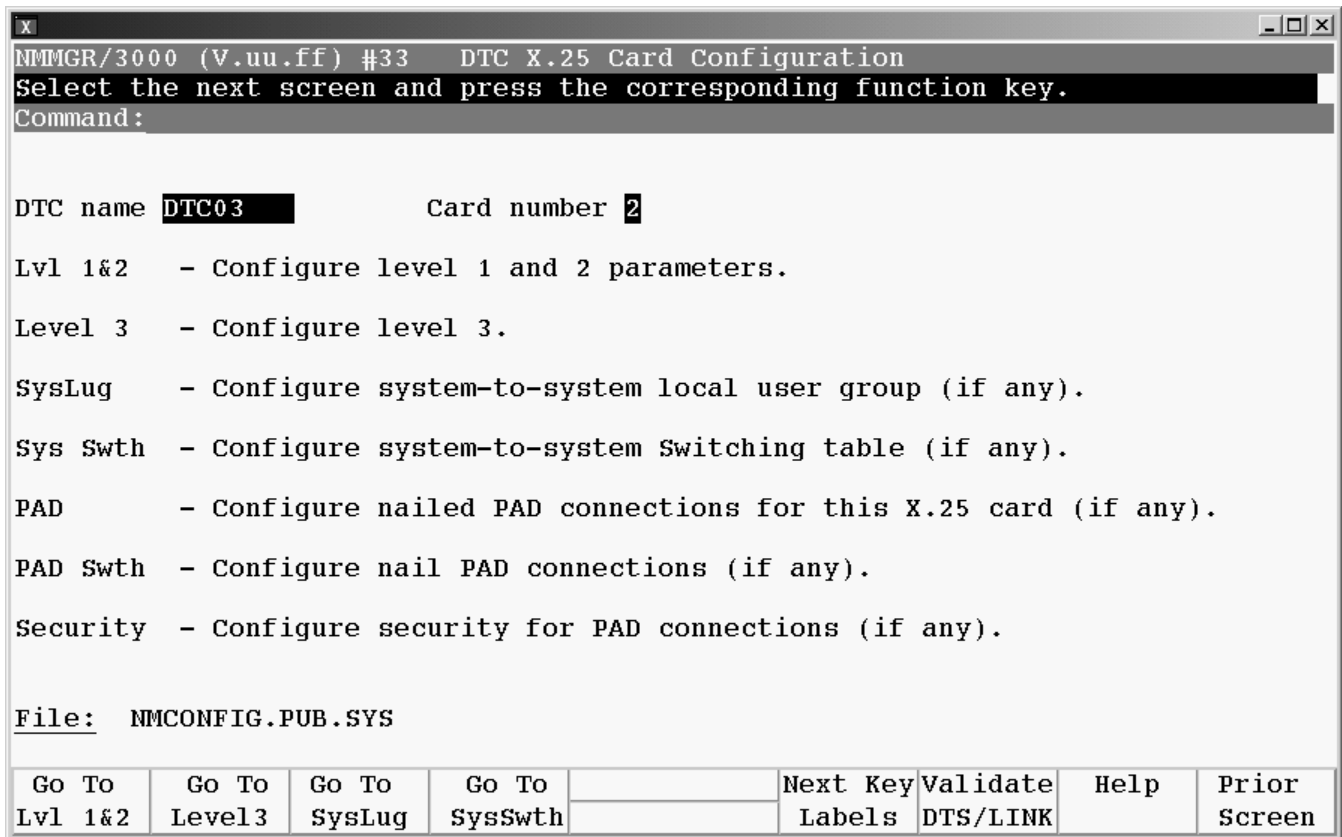 X
NMMGR/3000 (V.uu.ff) #33   DTC X.25 Card Configuration
Select the next screen and press the corresponding function key.
Command:
DTC name DTC03        Card number 2
Lvl 1&2   - Configure level 1 and 2 parameters.
Level 3   - Configure level 3.
SysLug    - Configure system-to-system local user group (if any).
Sys Swth  - Configure system-to-system Switching table (if any).
PAD       - Configure nailed PAD connections for this X.25 card (if any).
PAD Swth  - Configure nail PAD connections (if any).
Security  - Configure security for PAD connections (if any).
File:  NMCONFIG.PUB.SYS
Go To    Go To    Go To    Go To    Next Key Validate Help    Prior
Lvl 1&2  Level3   SysLug   SysSwth  Labels   DTS/LINK         Screen